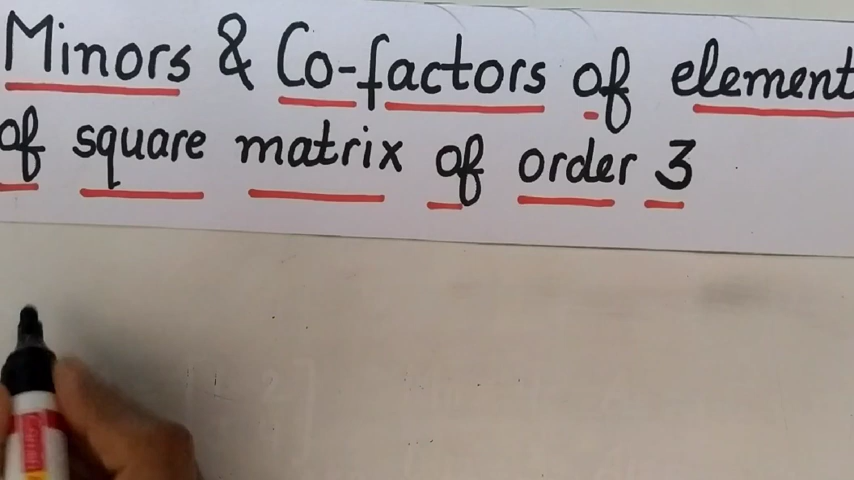 Minors & Co-factors of element
of square matrix of order 3